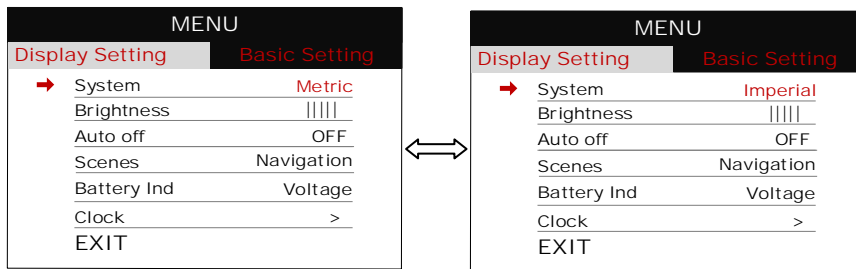 MENU
Display Setting Basic Setting
System Metric
Brightness |||||
Auto off OFF
Scenes Navigation
Battery Ind Voltage
Clock >
EXIT
MENU
Display Setting Basic Setting
System Imperial
Brightness |||||
Auto off OFF
Scenes Navigation
Battery Ind Voltage
Clock >
EXIT